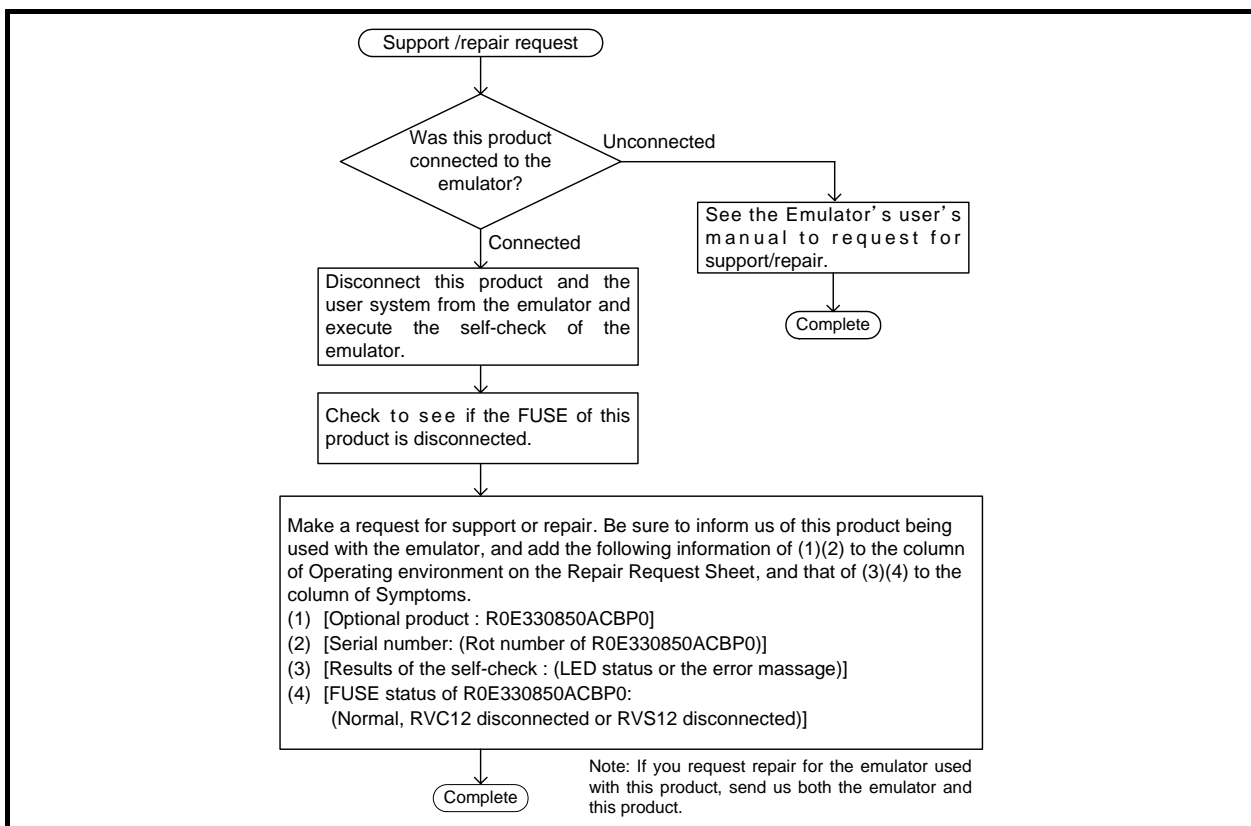 Support /repair request
Was this product
connected to the
emulator?
Unconnected
See the Emulator's user's
manual to request for
support/repair.
Complete
Connected
Disconnect this product and the
user system from the emulator and
execute the self-check of the
emulator.
Check to see if the FUSE of this
product is disconnected.
Make a request for support or repair. Be sure to inform us of this product being
used with the emulator, and add the following information of (1)(2) to the column
of Operating environment on the Repair Request Sheet, and that of (3)(4) to the
column of Symptoms.
(1) [Optional product : R0E330850ACBP0]
(2) [Serial number: (Rot number of R0E330850ACBP0)]
(3) [Results of the self-check : (LED status or the error massage)]
(4) [FUSE status of R0E330850ACBP0:
(Normal, RVC12 disconnected or RVS12 disconnected)]
Complete
Note: If you request repair for the emulator used
with this product, send us both the emulator and
this product.